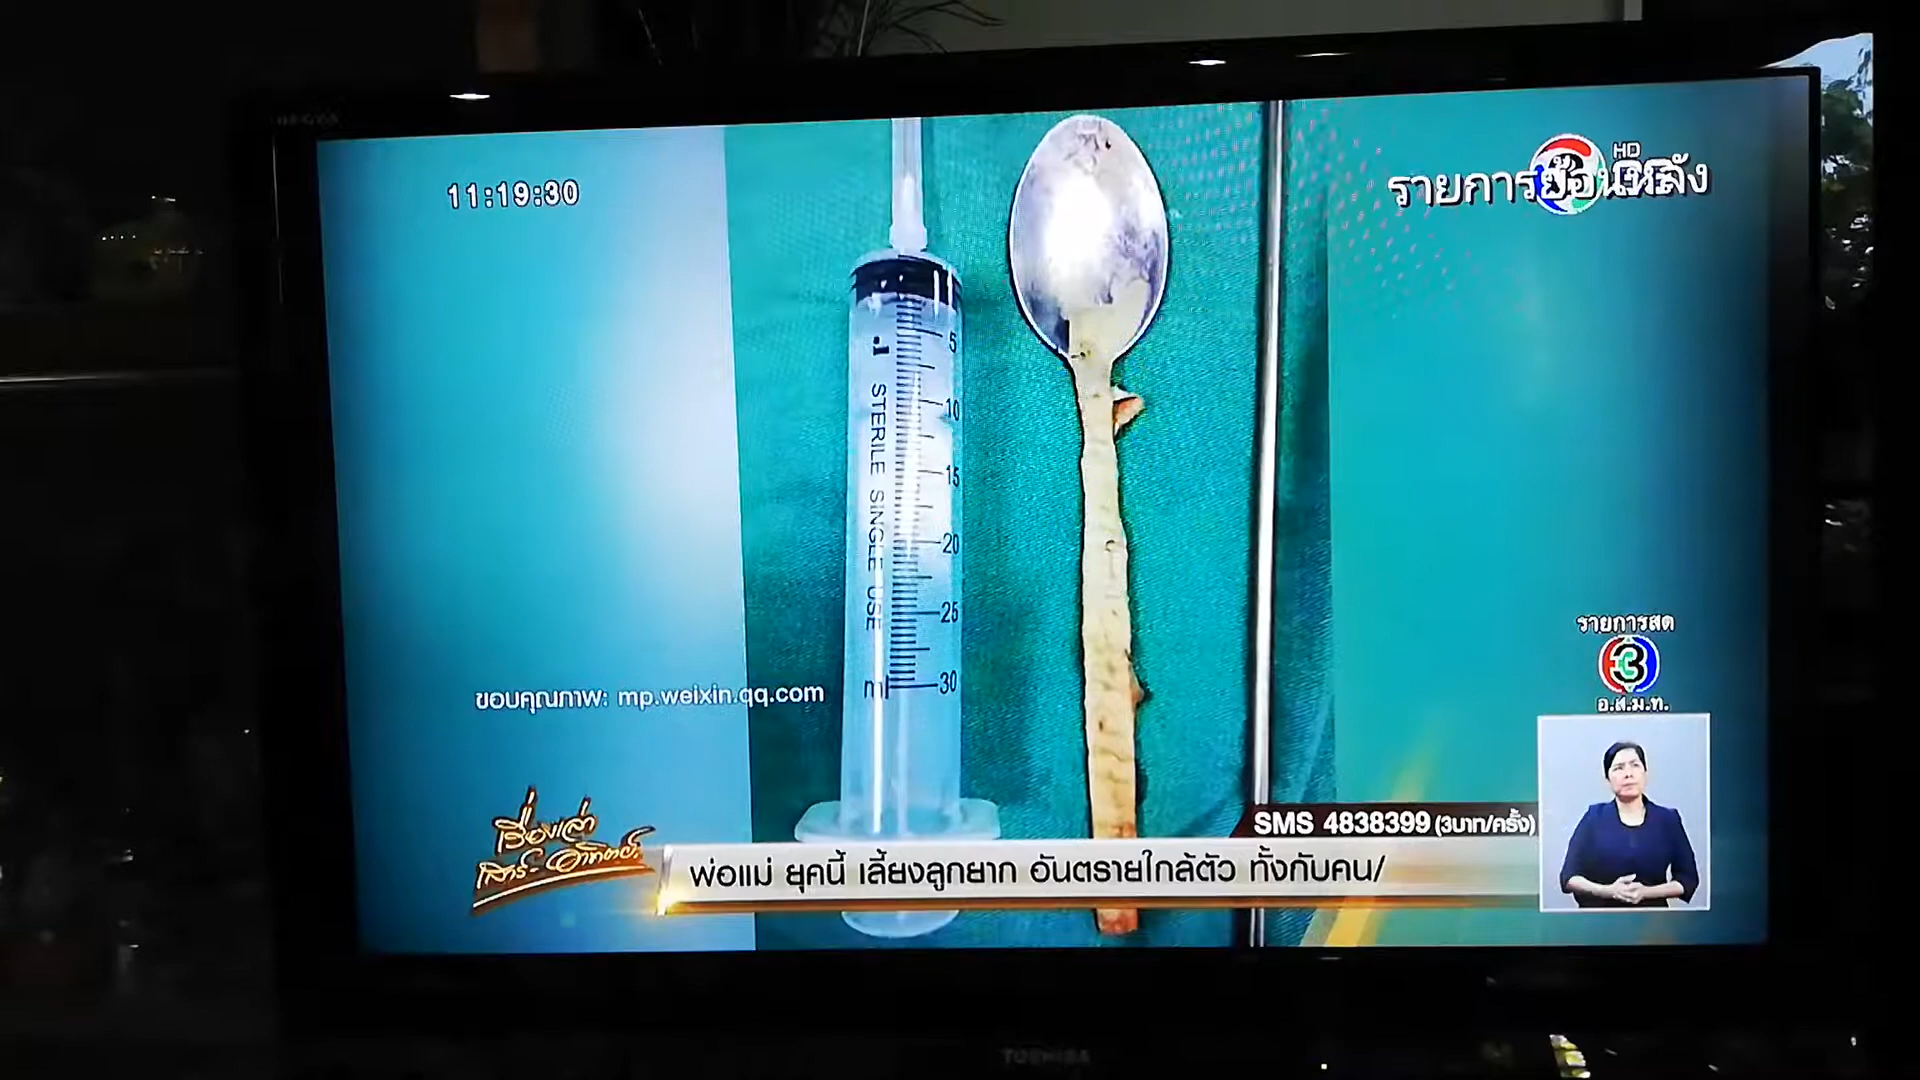 11:19:30
HD
รายการย้อนหลัง
5
10
15
20
25
30
ml
STERILE SINGLE USE
รายการสด
3
อ.ส.ม.ท.
ขอบคุณภาพ: mp.weixin.qq.com
เรื่องเล่า
เสาร์-อาทิตย์
SMS 4838399 (3บาท/ครั้ง)
พ่อแม่ ยุคนี้ เลี้ยงลูกยาก อันตรายใกล้ตัว ทั้งกับคน/
TOSHIBA